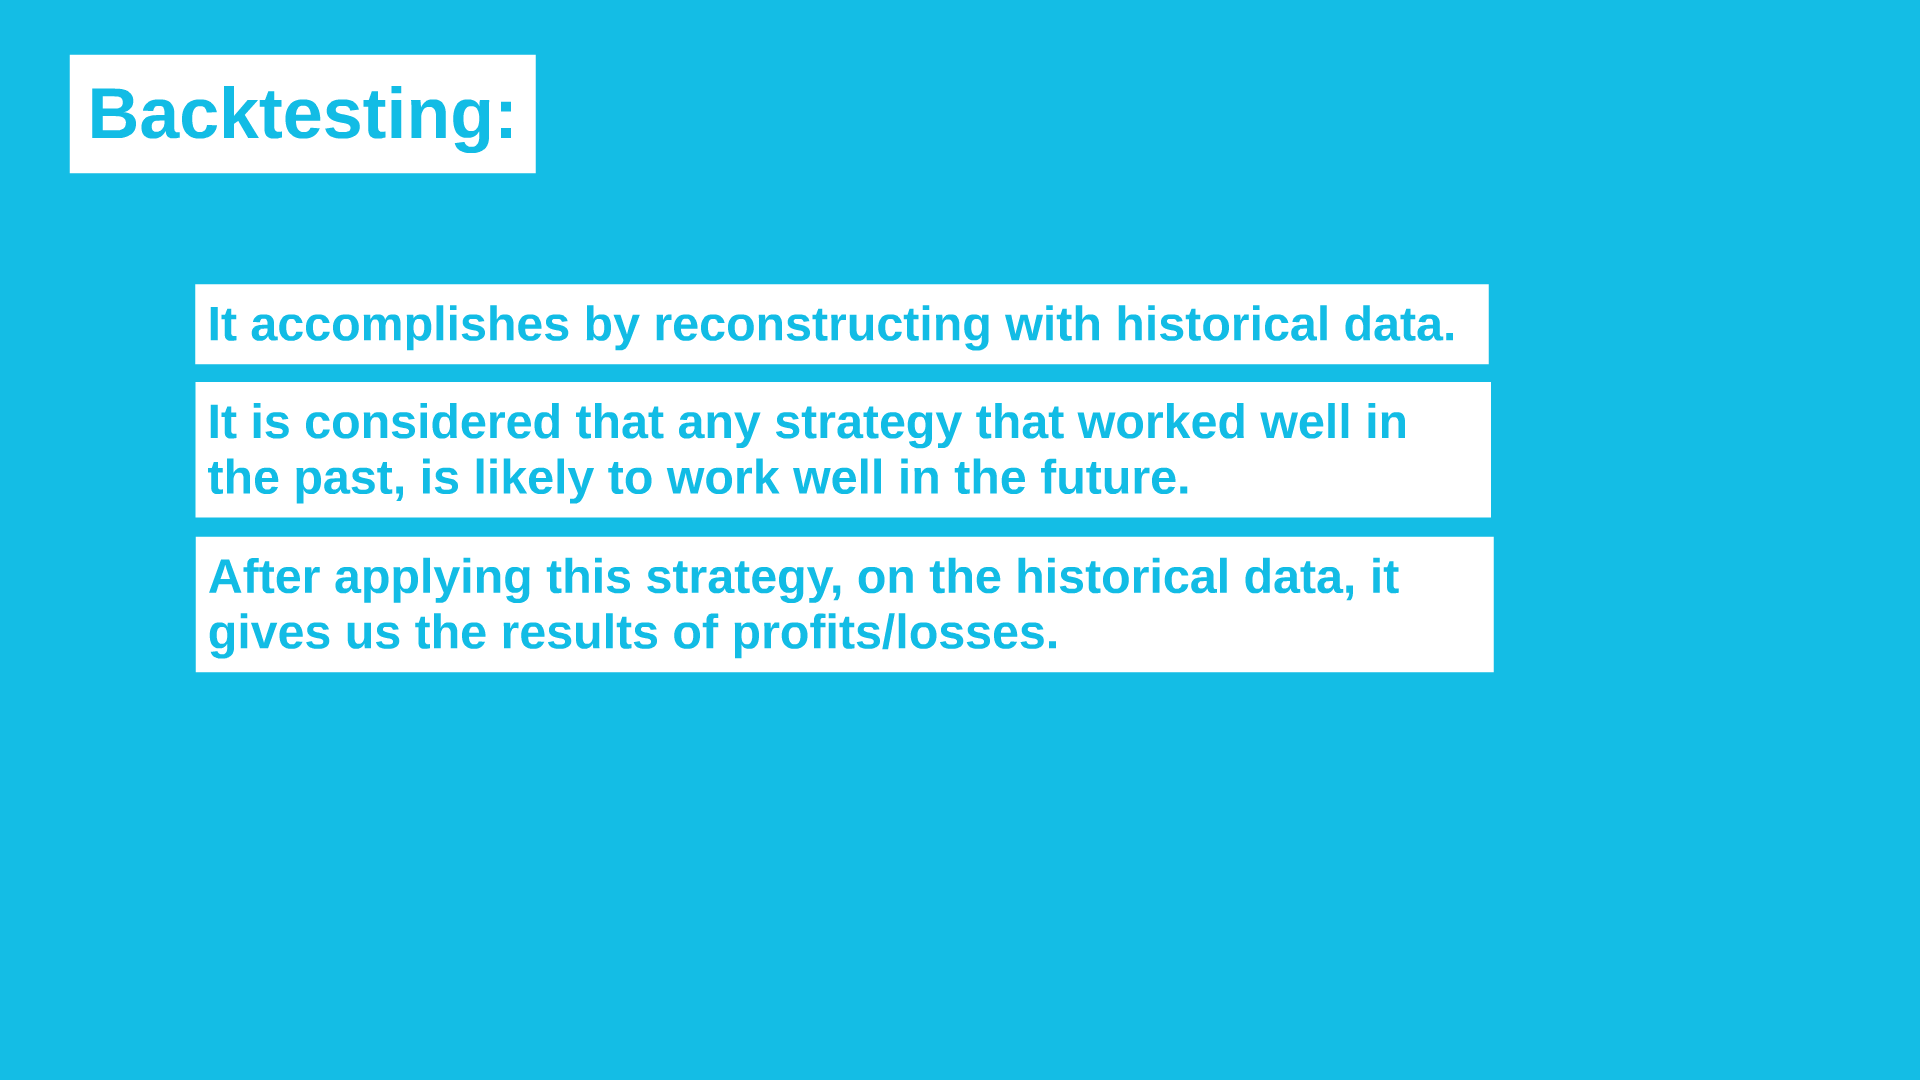 Backtesting:
It accomplishes by reconstructing with historical data.
It is considered that any strategy that worked well in
the past, is likely to work well in the future.
After applying this strategy, on the historical data, it
gives us the results of profits/losses.